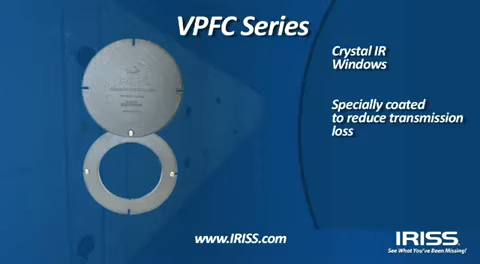 VPFC Series
Crystal IR
Windows
Specially coated
to reduce transmission
loss
www.IRISS.com
IRISS
See What You've Been Missing!